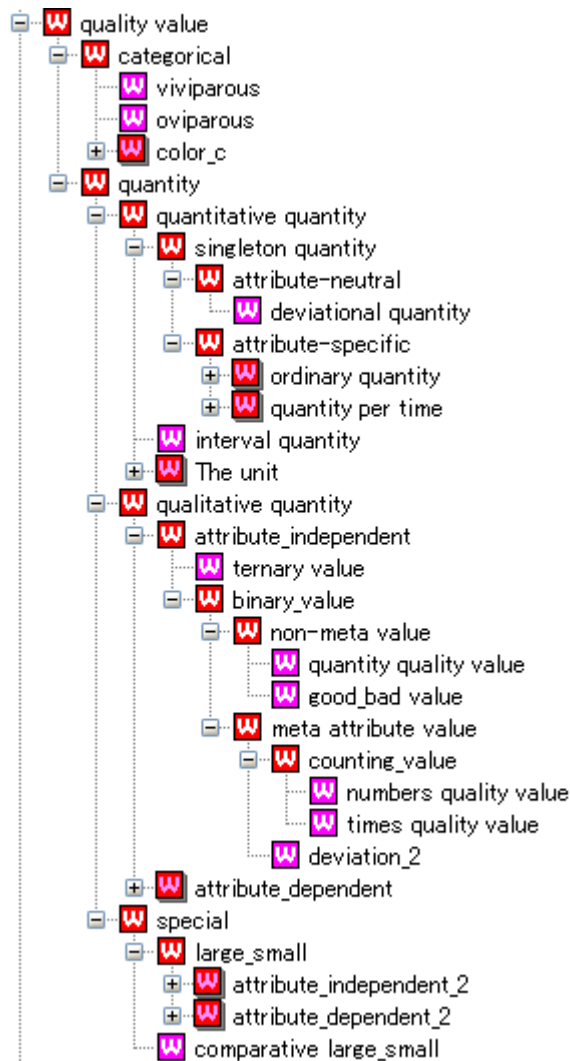 quality value
categorical
viviparous
oviparous
color_c
quantity
quantitative quantity
singleton quantity
attribute-neutral
deviational quantity
attribute-specific
ordinary quantity
quantity per time
interval quantity
The unit
qualitative quantity
attribute_independent
ternary value
binary_value
non-meta value
quantity quality value
good_bad value
meta attribute value
counting_value
numbers quality value
times quality value
deviation_2
attribute_dependent
special
large_small
attribute_independent_2
attribute_dependent_2
comparative large_small